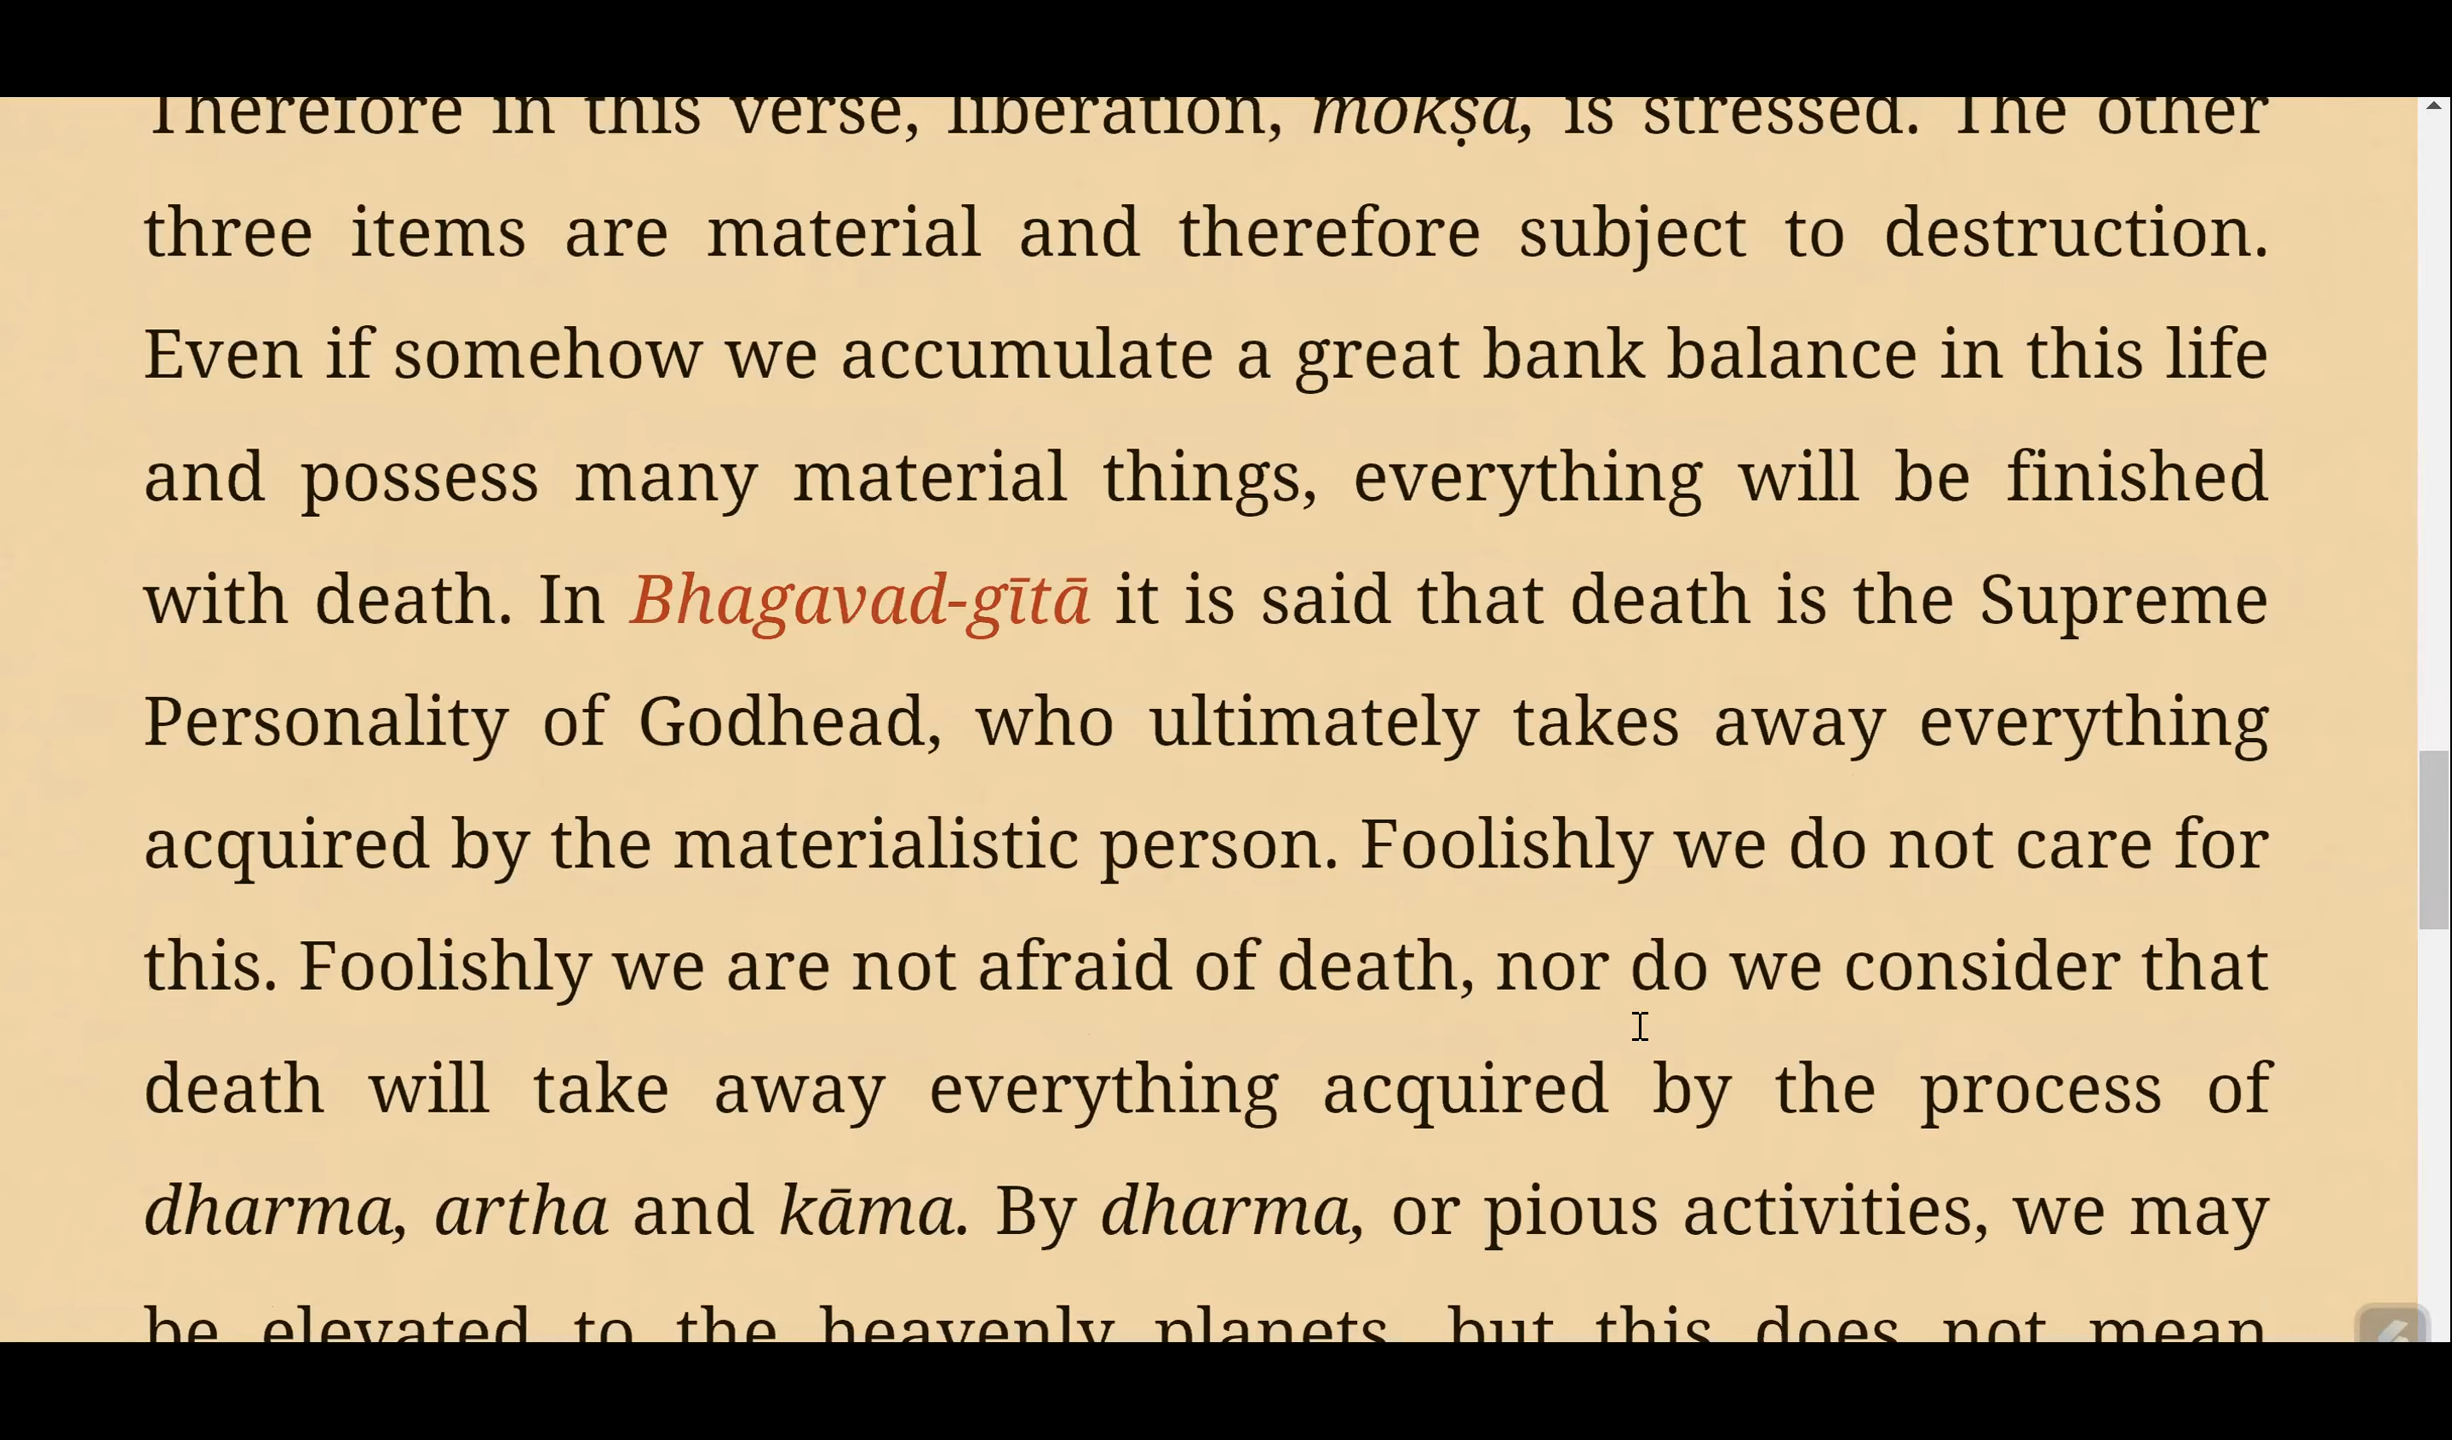 Therefore in this verse, liberation, mokṣa, is stressed. The other
three items are material and therefore subject to destruction.
Even if somehow we accumulate a great bank balance in this life
and possess many material things, everything will be finished
with death. In Bhagavad-gītā it is said that death is the Supreme
Personality of Godhead, who ultimately takes away everything
acquired by the materialistic person. Foolishly we do not care for
this. Foolishly we are not afraid of death, nor do we consider that
death will take away everything acquired by the process of
dharma, artha and kāma. By dharma, or pious activities, we may
be elevated to the heavenly planets, but this does not mean